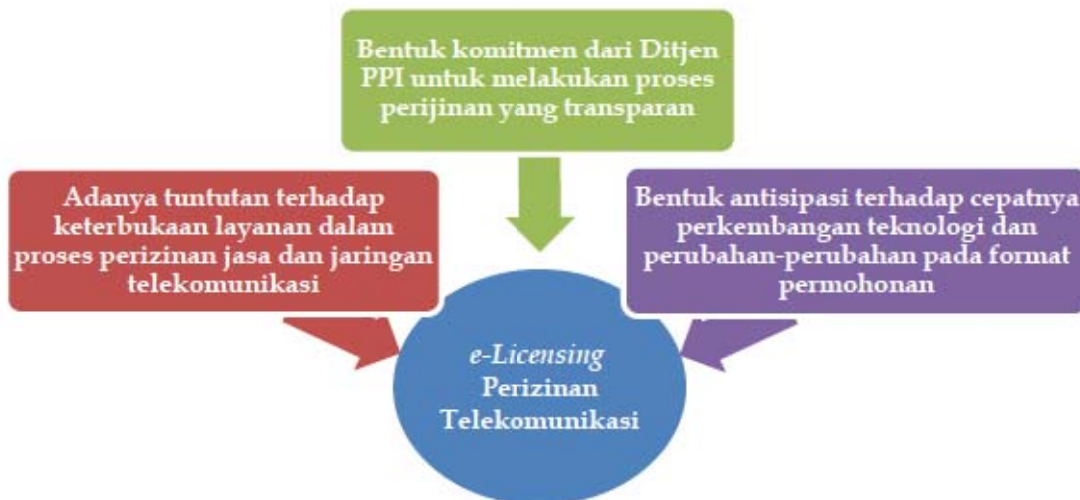 Bentuk komitmen dari Ditjen
PPI untuk melakukan proses
perijinan yang transparan
Adanya tuntutan terhadap
keterbukaan layanan dalam
proses perizinan jasa dan jaringan
telekomunikasi
Bentuk antisipasi terhadap cepatnya
perkembangan teknologi dan
perubahan-perubahan pada format
permohonan
e-Licensing
Perizinan
Telekomunikasi